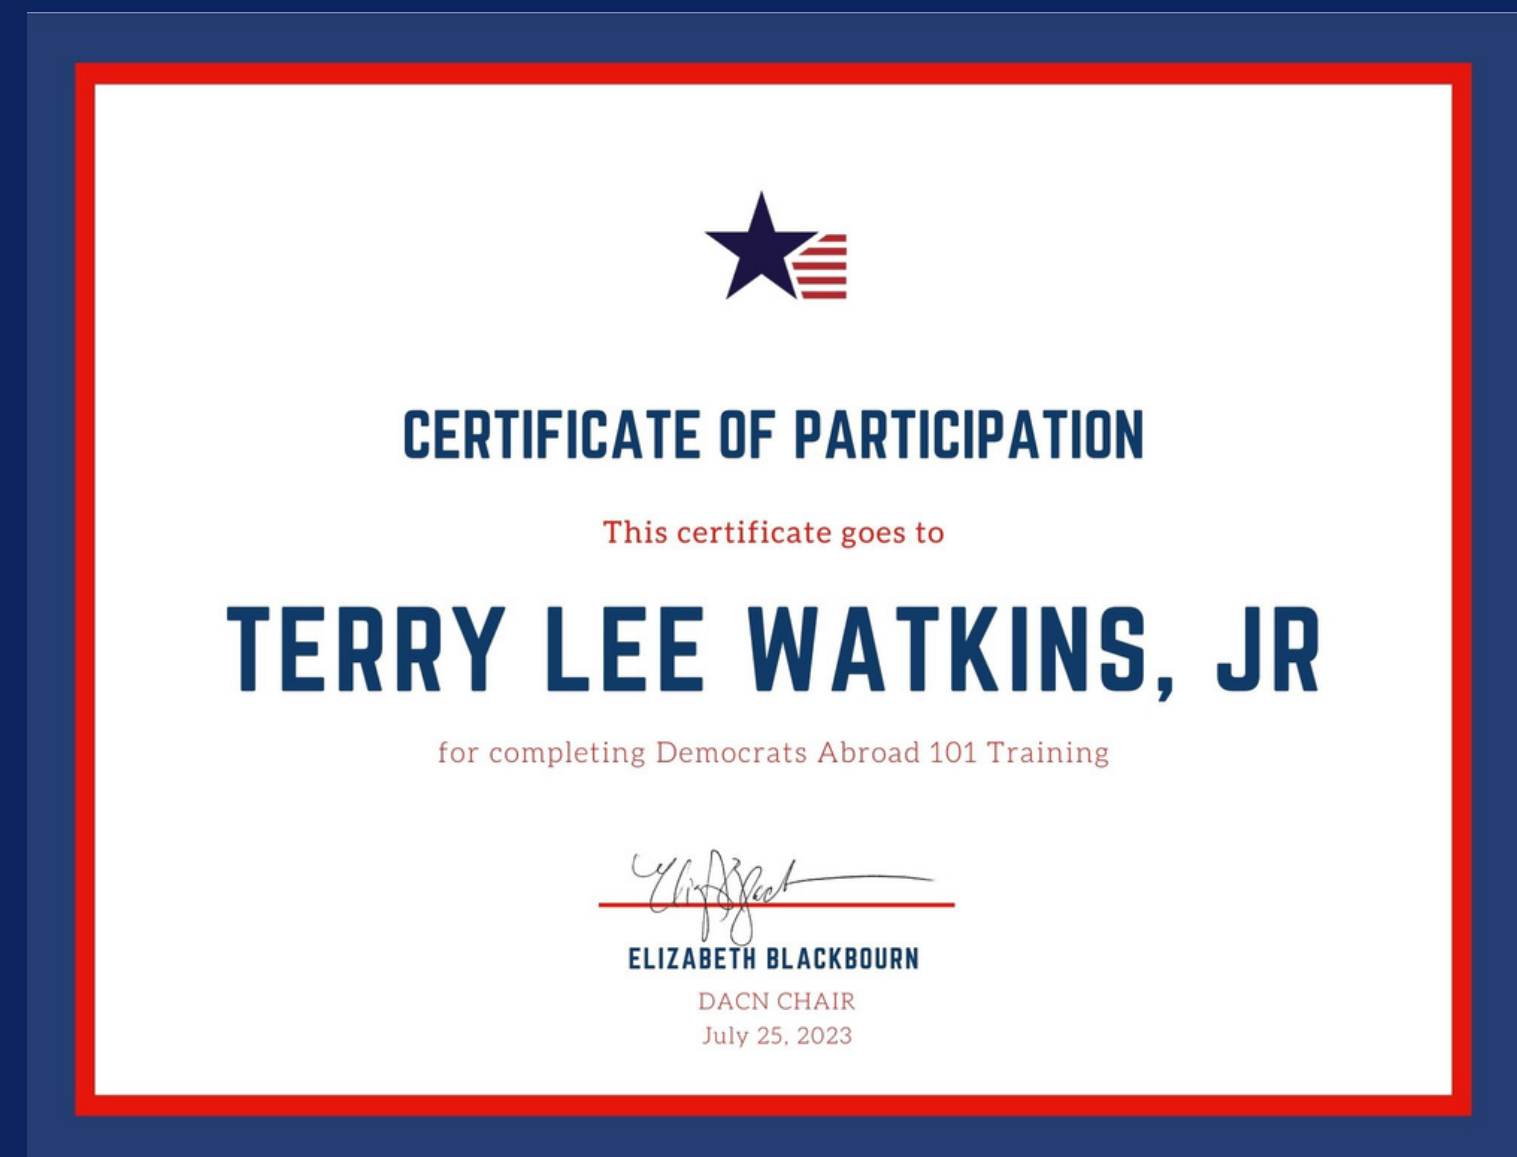 CERTIFICATE OF PARTICIPATION
This certificate goes to
TERRY LEE WATKINS, JR
for completing Democrats Abroad 101 Training
ELIZABETH BLACKBOURN
DACN CHAIR
July 25, 2023